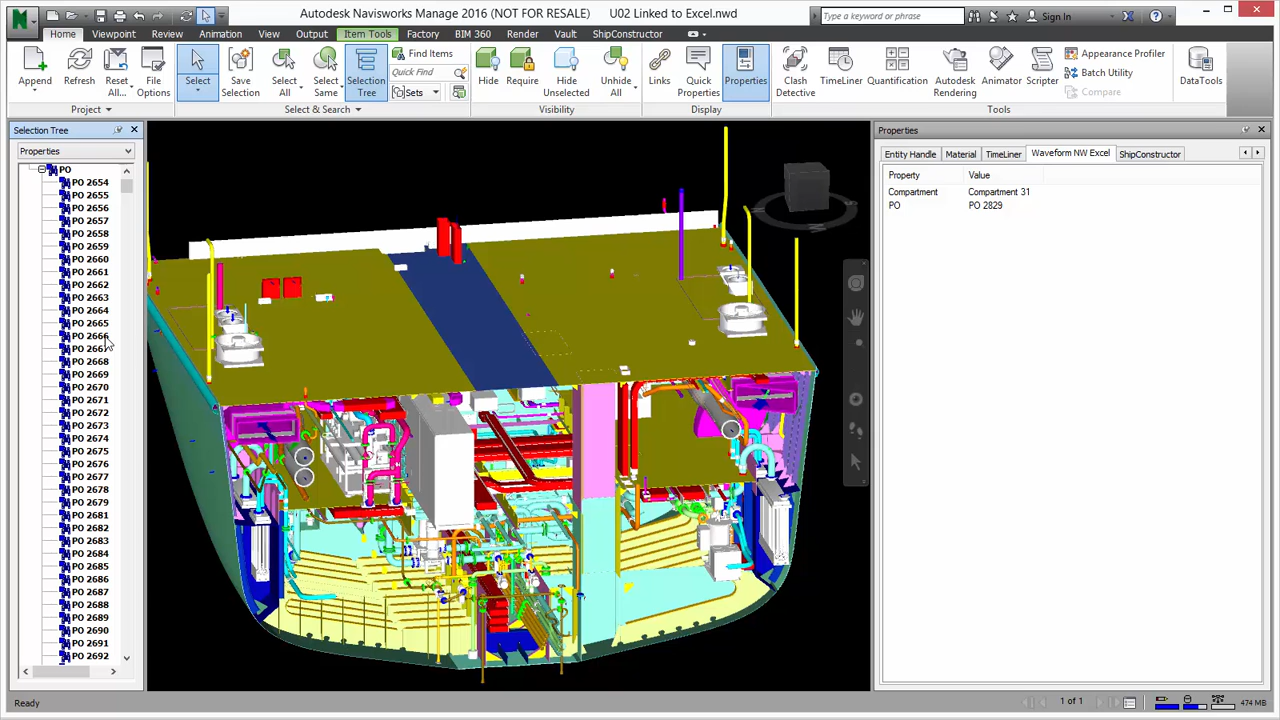 Autodesk Navisworks Manage 2016 (NOT FOR RESALE) U02 Linked to Excel.nwd
Type a keyword or phrase
Sign In
Home Viewpoint Review Animation View Output Item Tools Factory BIM 360 Render Vault ShipConstructor
Append
Refresh
Reset All...
File Options
Project
Select
Save Selection
Select All
Select Same
Selection Tree
Find Items
Quick Find
Sets
Select & Search
Hide
Require
Hide Unselected
Unhide All
Visibility
Links
Quick Properties
Properties
Display
Clash Detective
TimeLiner
Quantification
Autodesk Rendering
Animator
Scripter
Appearance Profiler
Batch Utility
Compare
Tools
DataTools
Selection Tree
Properties
PO
PO 2654
PO 2655
PO 2656
PO 2657
PO 2658
PO 2659
PO 2660
PO 2661
PO 2662
PO 2663
PO 2664
PO 2665
PO 2666
PO 2667
PO 2668
PO 2669
PO 2670
PO 2671
PO 2672
PO 2673
PO 2674
PO 2675
PO 2676
PO 2677
PO 2678
PO 2679
PO 2681
PO 2682
PO 2683
PO 2684
PO 2685
PO 2686
PO 2687
PO 2688
PO 2689
PO 2690
PO 2691
PO 2692
Properties
Entity Handle Material TimeLiner Waveform NW Excel ShipConstructor
Property Value
Compartment Compartment 31
PO PO 2829
Ready
1 of 1
474 MB